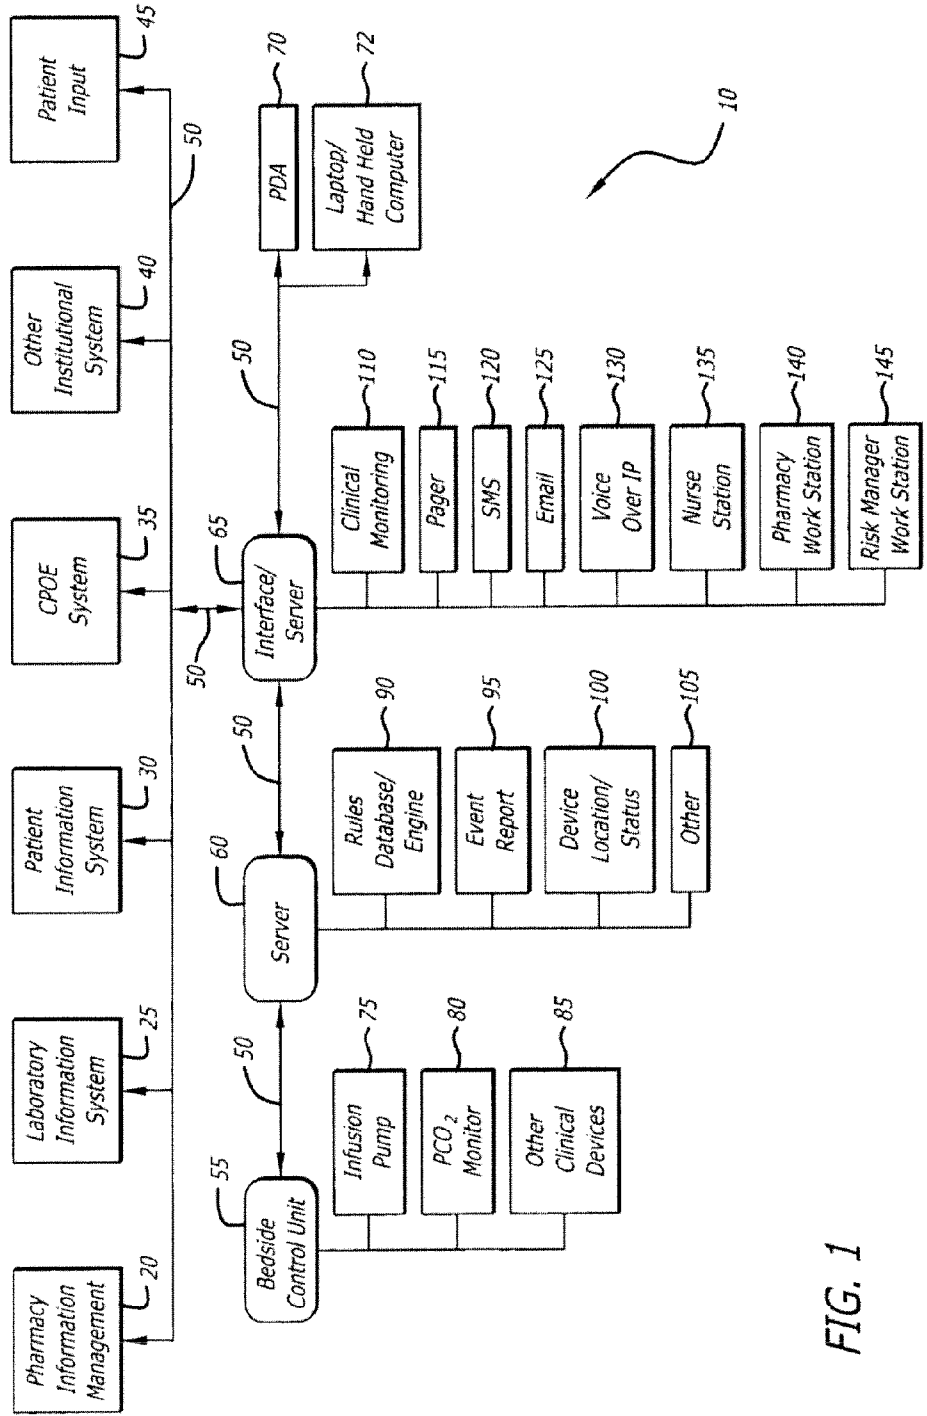 Pharmacy
Information
Management
20
Laboratory
Information
System
25
Patient
Information
System
30
CPOE
System
35
Other
Institutional
System
40
Patient
Input
45
50
50
Bedside
Control Unit
55
50
Server
60
50
Interface/
Server
65
50
PDA
70
Laptop/
Hand Held
Computer
72
Infusion
Pump
75
PCO₂
Monitor
80
Other
Clinical
Devices
85
Rules
Database/
Engine
90
Event
Report
95
Device
Location/
Status
100
Other
105
Clinical
Monitoring
110
Pager
115
SMS
120
Email
125
Voice
Over IP
130
Nurse
Station
135
Pharmacy
Work Station
140
Risk Manager
Work Station
145
10
FIG. 1